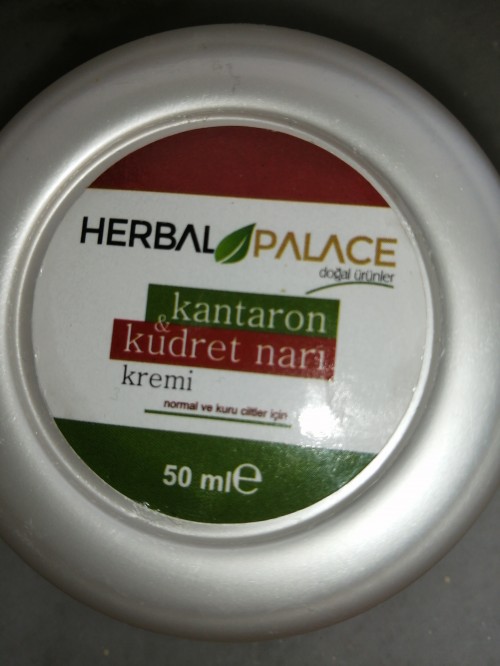 HERBAL PALACE
doğal ürünler
kantaron
&
kudret narı
kremi
normal ve kuru ciltler için
50 ml e